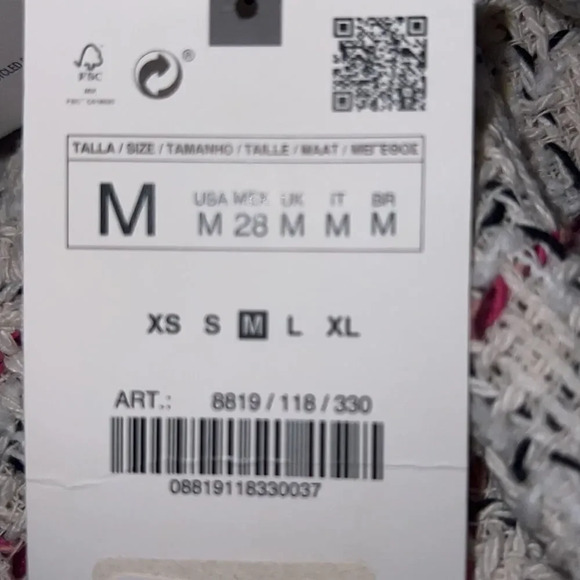 CYCLED
FSC
®
TALLA / SIZE / TAMANHO / TAILLE / MAAT / ΜΕΓΕΘΟΣ
M
USA MEX UK IT BR
M 28 M M M
XS S M L XL
ART.: 8819 / 118 / 330
08819118330037